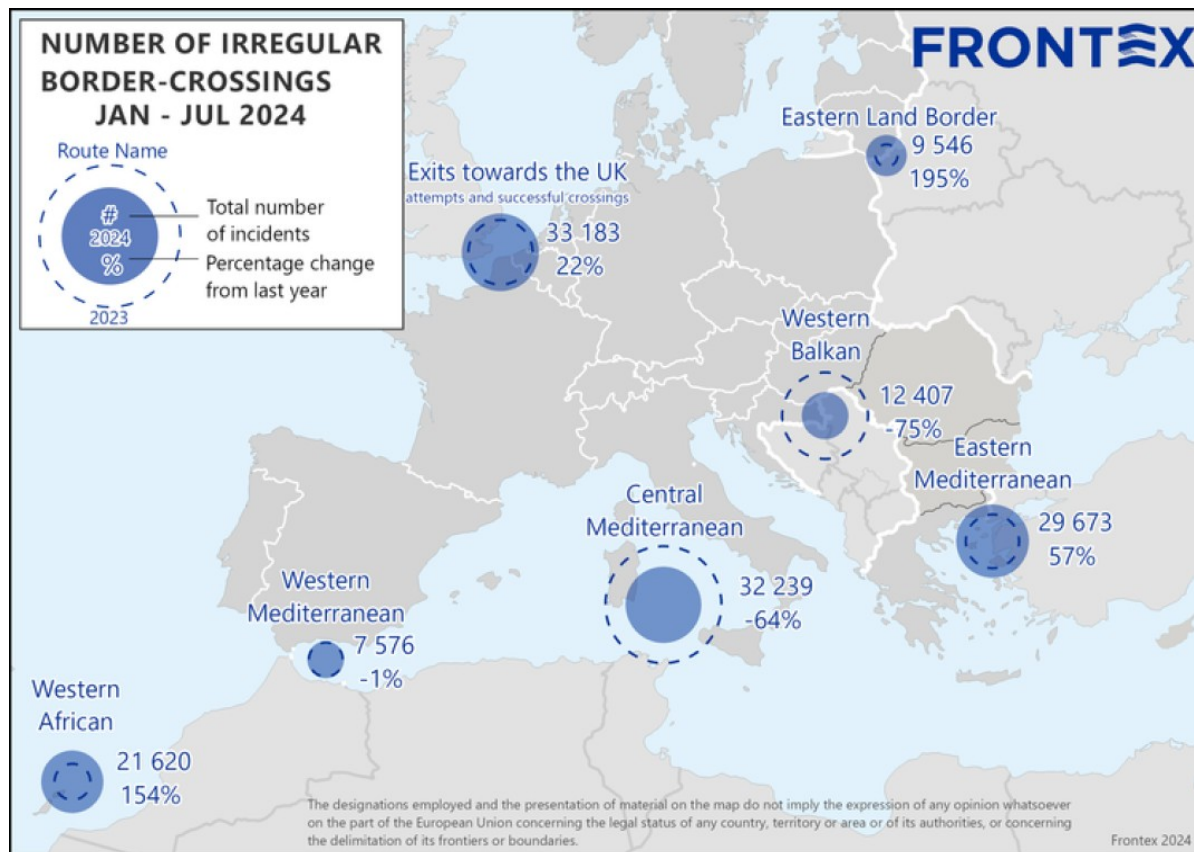 NUMBER OF IRREGULAR
BORDER-CROSSINGS
JAN - JUL 2024
Route Name
#
2024
%
Total number
of incidents
Percentage change
from last year
2023
FRONTEX
Eastern Land Border
9 546
195%
Exits towards the UK
attempts and successful crossings
33 183
22%
Western
Balkan
12 407
-75%
Eastern
Mediterranean
29 673
57%
Central
Mediterranean
32 239
-64%
Western
Mediterranean
7 576
-1%
Western
African
21 620
154%
The designations employed and the presentation of material on the map do not imply the expression of any opinion whatsoever
on the part of the European Union concerning the legal status of any country, territory or area or of its authorities, or concerning
the delimitation of its frontiers or boundaries.
Frontex 2024